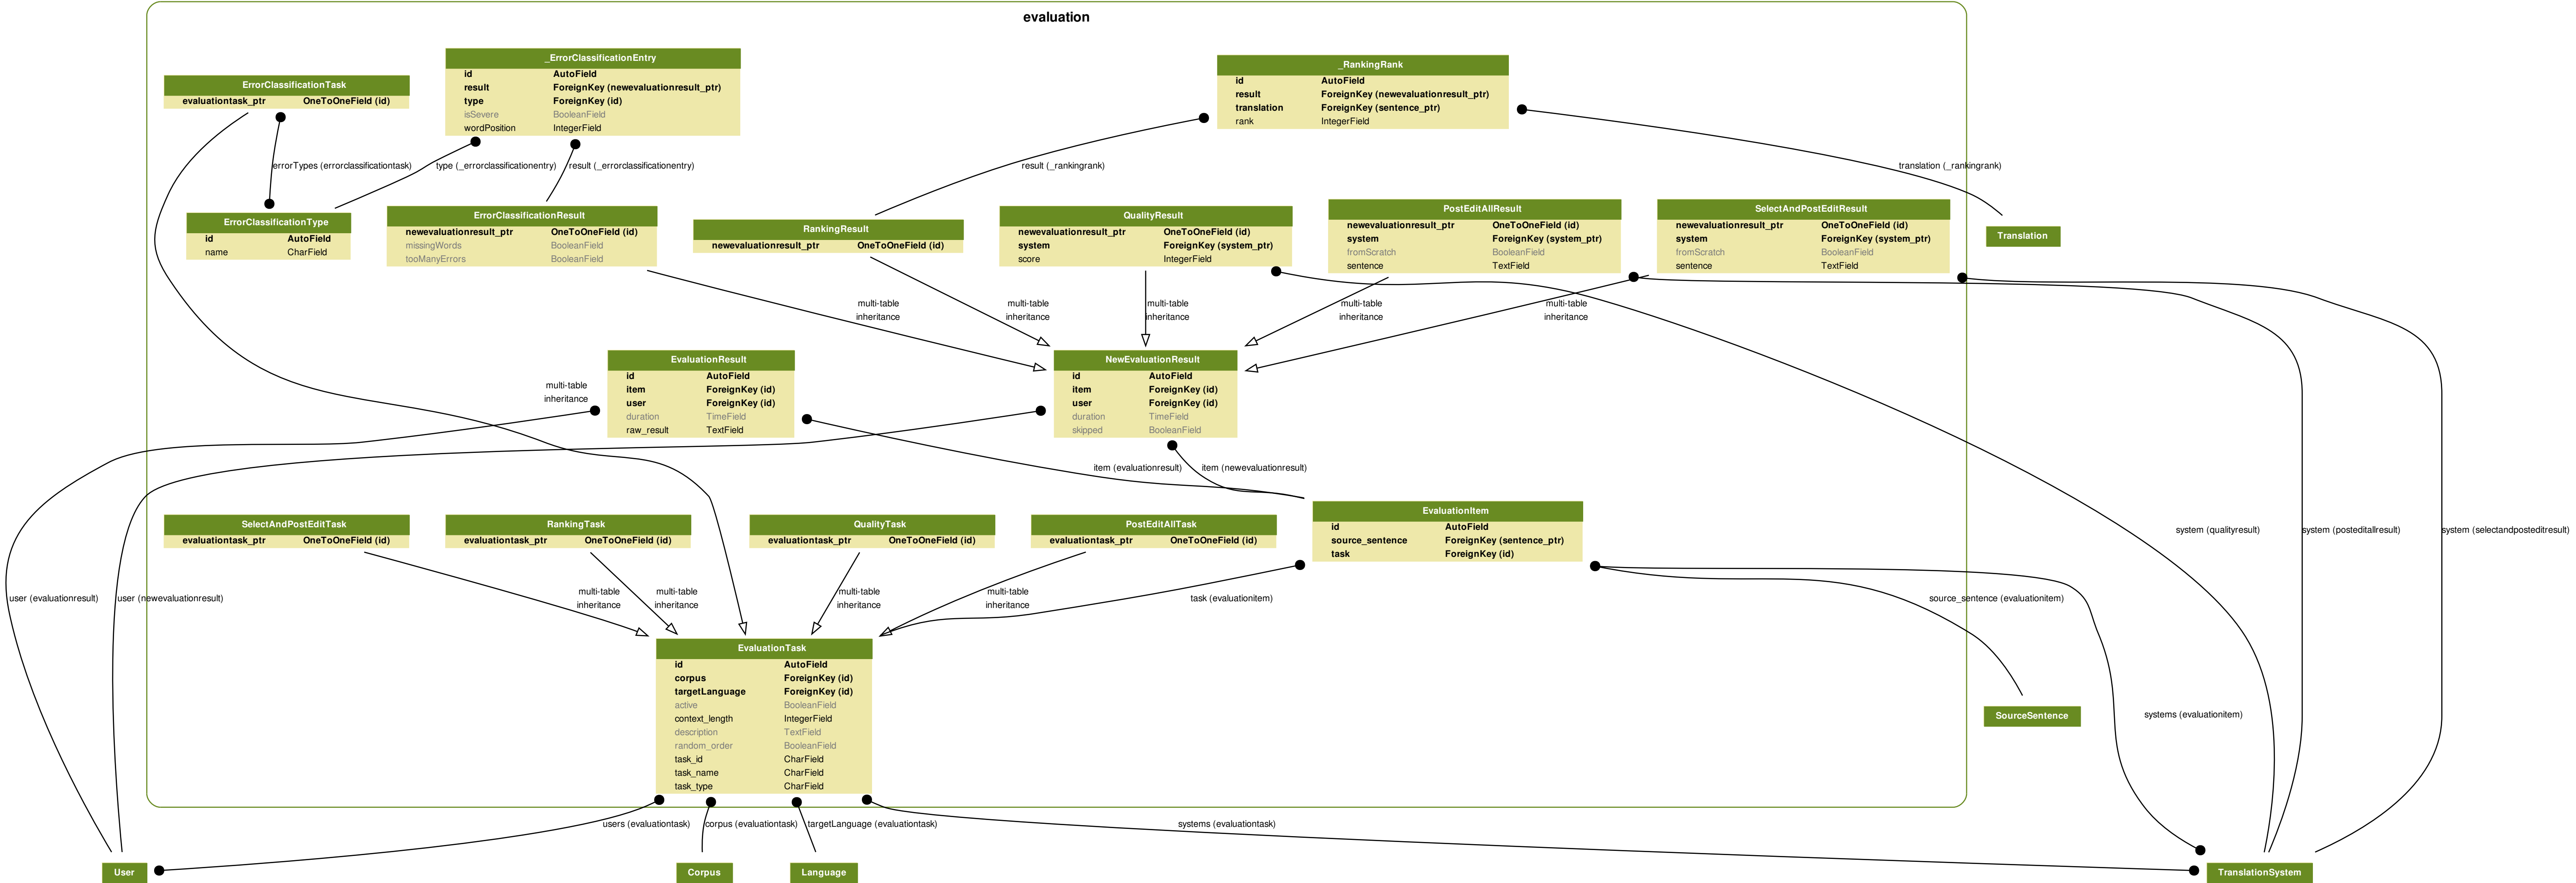 evaluation
ErrorClassificationTask
evaluationtask_ptr OneToOneField (id)
_ErrorClassificationEntry
id AutoField
result ForeignKey (newevaluationresult_ptr)
type ForeignKey (id)
isSevere BooleanField
wordPosition IntegerField
_RankingRank
id AutoField
result ForeignKey (newevaluationresult_ptr)
translation ForeignKey (sentence_ptr)
rank IntegerField
errorTypes (errorclassificationtask)
type (_errorclassificationentry)
result (_errorclassificationentry)
result (_rankingrank)
translation (_rankingrank)
ErrorClassificationType
id AutoField
name CharField
ErrorClassificationResult
newevaluationresult_ptr OneToOneField (id)
missingWords BooleanField
tooManyErrors BooleanField
RankingResult
newevaluationresult_ptr OneToOneField (id)
QualityResult
newevaluationresult_ptr OneToOneField (id)
system ForeignKey (system_ptr)
score IntegerField
PostEditAllResult
newevaluationresult_ptr OneToOneField (id)
system ForeignKey (system_ptr)
fromScratch BooleanField
sentence TextField
SelectAndPostEditResult
newevaluationresult_ptr OneToOneField (id)
system ForeignKey (system_ptr)
fromScratch BooleanField
sentence TextField
Translation
multi-table
inheritance
multi-table
inheritance
multi-table
inheritance
multi-table
inheritance
multi-table
inheritance
multi-table
inheritance
EvaluationResult
id AutoField
item ForeignKey (id)
user ForeignKey (id)
duration TimeField
raw_result TextField
NewEvaluationResult
id AutoField
item ForeignKey (id)
user ForeignKey (id)
duration TimeField
skipped BooleanField
item (evaluationresult)
item (newevaluationresult)
SelectAndPostEditTask
evaluationtask_ptr OneToOneField (id)
RankingTask
evaluationtask_ptr OneToOneField (id)
QualityTask
evaluationtask_ptr OneToOneField (id)
PostEditAllTask
evaluationtask_ptr OneToOneField (id)
EvaluationItem
id AutoField
source_sentence ForeignKey (sentence_ptr)
task ForeignKey (id)
system (qualityresult)
system (posteditallresult)
system (selectandposteditresult)
user (evaluationresult)
user (newevaluationresult)
multi-table
inheritance
multi-table
inheritance
multi-table
inheritance
multi-table
inheritance
task (evaluationitem)
source_sentence (evaluationitem)
EvaluationTask
id AutoField
corpus ForeignKey (id)
targetLanguage ForeignKey (id)
active BooleanField
context_length IntegerField
description TextField
random_order BooleanField
task_id CharField
task_name CharField
task_type CharField
SourceSentence
systems (evaluationitem)
users (evaluationtask)
corpus (evaluationtask)
targetLanguage (evaluationtask)
systems (evaluationtask)
User
Corpus
Language
TranslationSystem